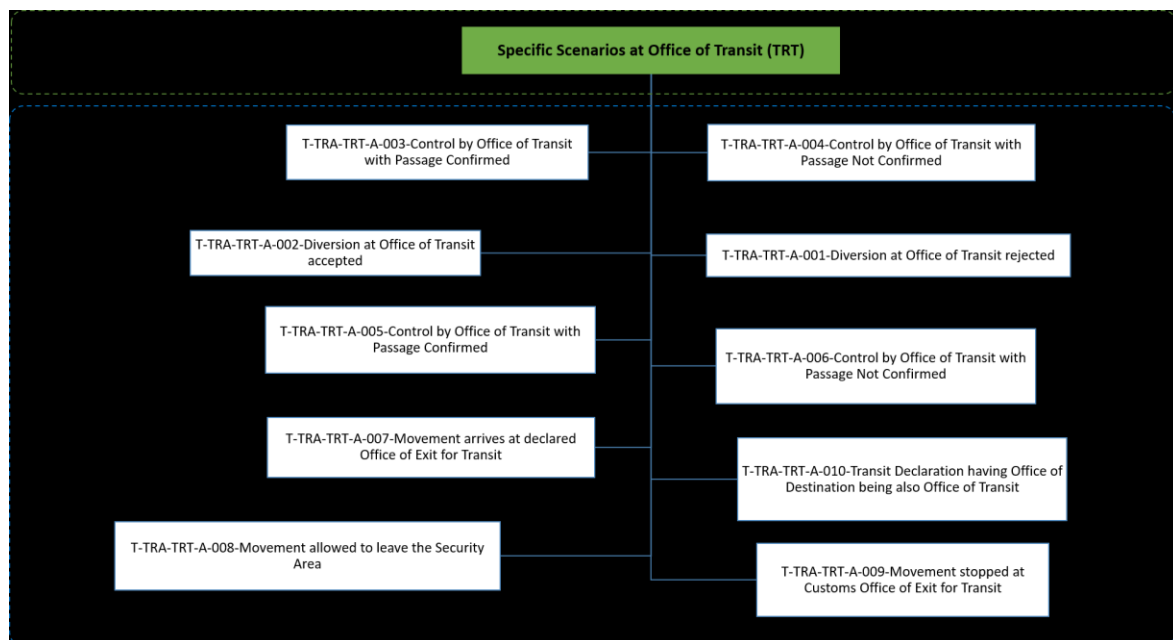 Specific Scenarios at Office of Transit (TRT)
T-TRA-TRT-A-003-Control by Office of Transit
with Passage Confirmed
T-TRA-TRT-A-004-Control by Office of Transit with
Passage Not Confirmed
T-TRA-TRT-A-002-Diversion at Office of Transit
accepted
T-TRA-TRT-A-001-Diversion at Office of Transit rejected
T-TRA-TRT-A-005-Control by Office of Transit with
Passage Confirmed
T-TRA-TRT-A-006-Control by Office of Transit with
Passage Not Confirmed
T-TRA-TRT-A-007-Movement arrives at declared
Office of Exit for Transit
T-TRA-TRT-A-010-Transit Declaration having Office of
Destination being also Office of Transit
T-TRA-TRT-A-008-Movement allowed to leave the Security
Area
T-TRA-TRT-A-009-Movement stopped at
Customs Office of Exit for Transit